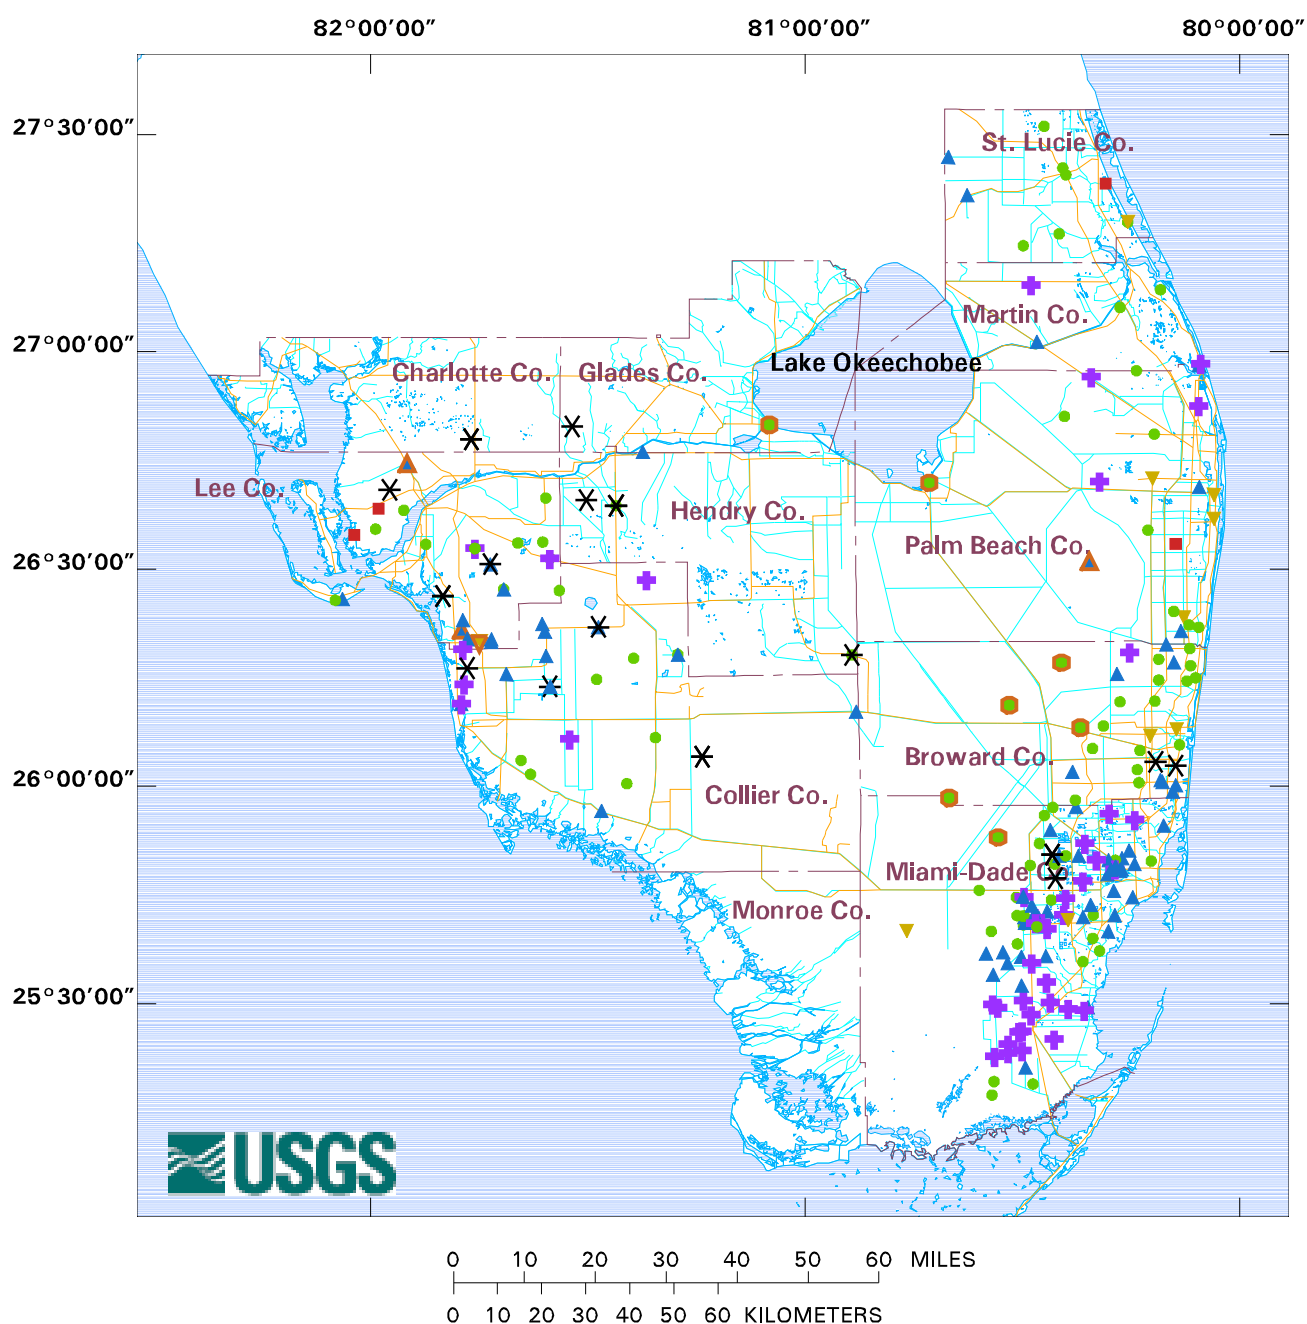 82°00′00″ 81°00′00″ 80°00′00″
27°30′00″
St. Lucie Co.
Martin Co.
27°00′00″
Lake Okeechobee
Charlotte Co. Glades Co.
Lee Co.
Hendry Co.
Palm Beach Co.
26°30′00″
Broward Co.
26°00′00″
Collier Co.
Miami-Dade Co.
Monroe Co.
25°30′00″
USGS
0 10 20 30 40 50 60 MILES
0 10 20 30 40 50 60 KILOMETERS